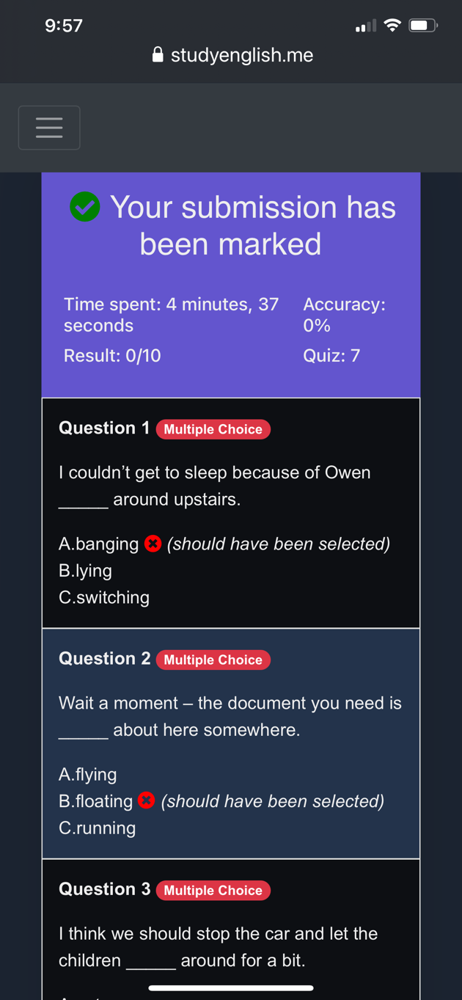 9:57
studyenglish.me
Your submission has
been marked
Time spent: 4 minutes, 37
seconds
Accuracy:
0%
Result: 0/10
Quiz: 7
Question 1 Multiple Choice
I couldn’t get to sleep because of Owen
_____ around upstairs.
A.banging (should have been selected)
B.lying
C.switching
Question 2 Multiple Choice
Wait a moment – the document you need is
_____ about here somewhere.
A.flying
B.floating (should have been selected)
C.running
Question 3 Multiple Choice
I think we should stop the car and let the
children _____ around for a bit.